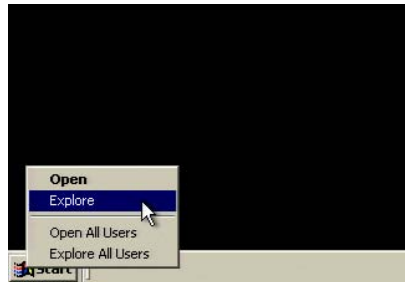 Open
Explore
Open All Users
Explore All Users
Start